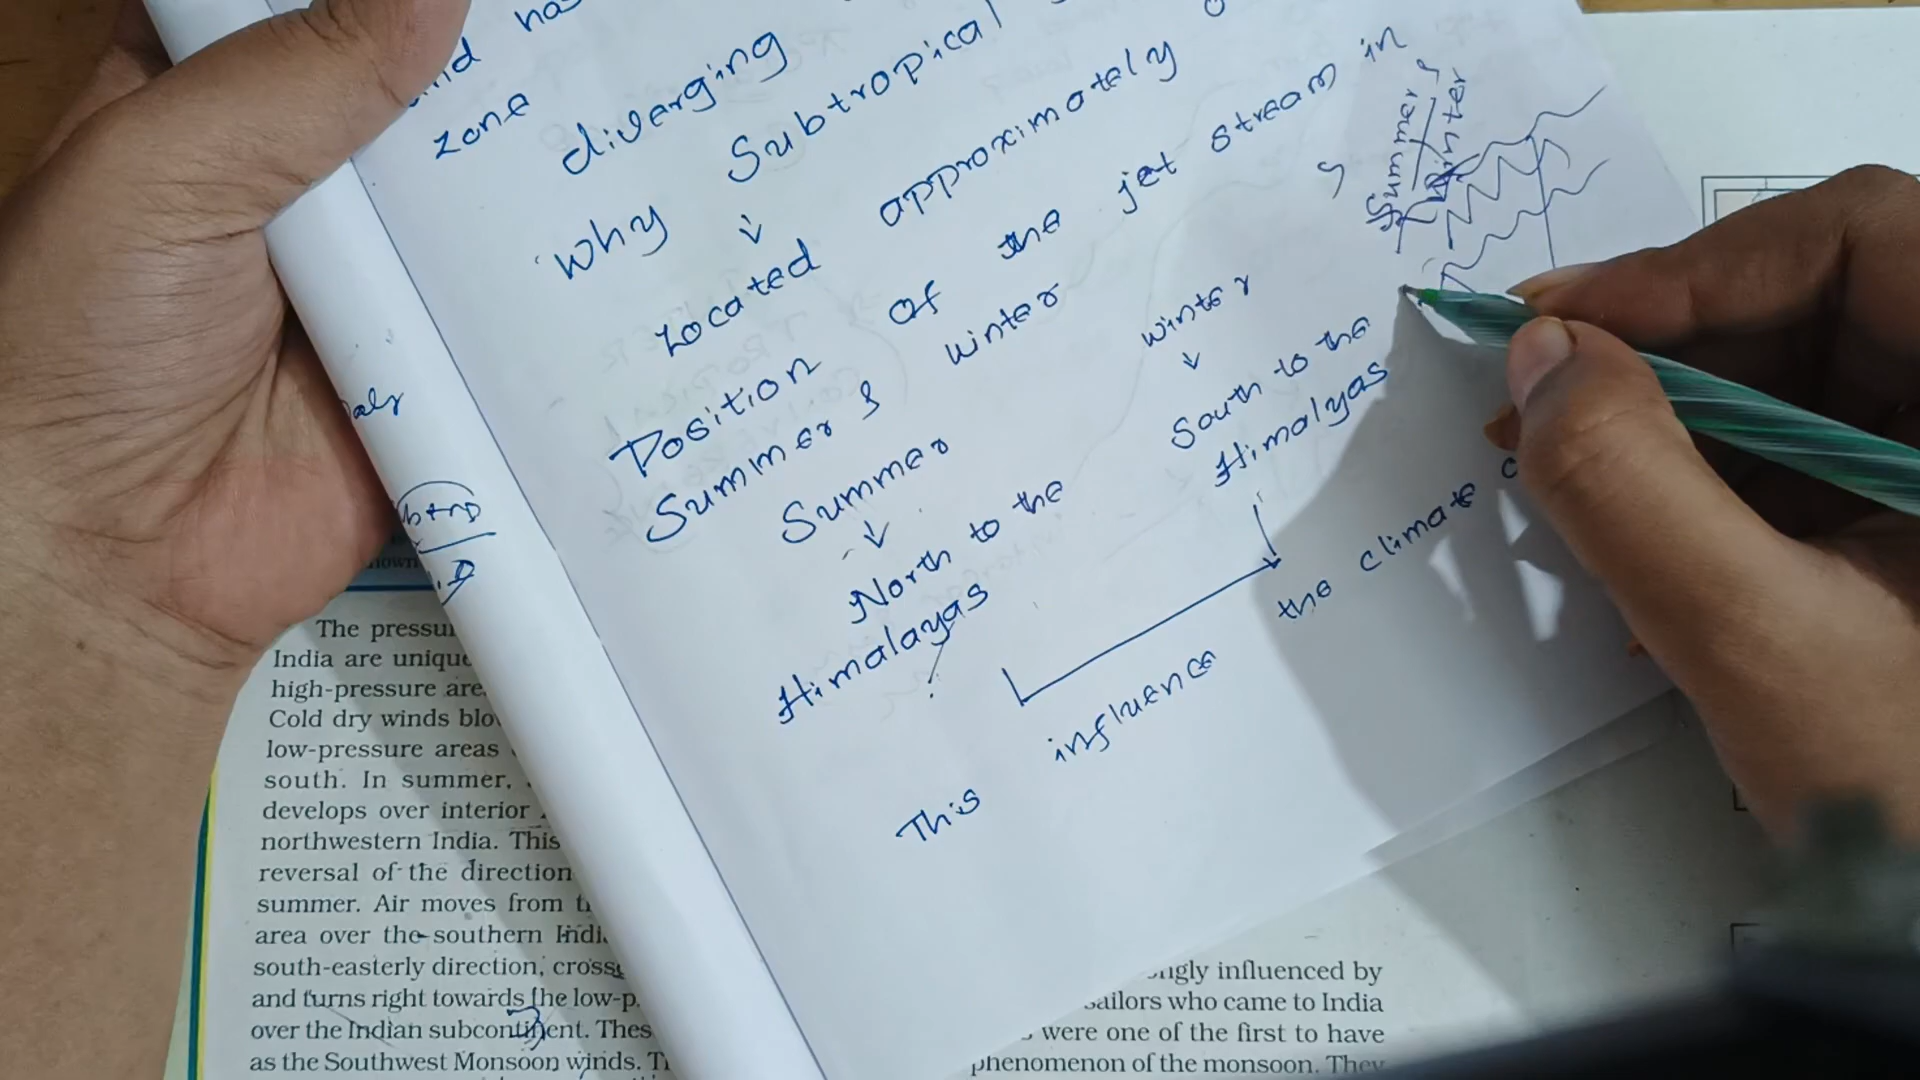 zone
diverging
Why Subtropical
Located approximately
Position of the jet stream in
Summer & winter
Summer
winter
North to the
Himalayas
South to the
Himalyas
This influence the climate
Summer
Winter
The pressu
India are unique
high-pressure are
Cold dry winds blo
low-pressure areas
south. In summer,
develops over interior
northwestern India. This
reversal of the direction
summer. Air moves from t
area over the southern Indi
south-easterly direction, cross
and turns right towards the low-p
over the Indian subcontinent. Thes
as the Southwest Monsoon winds. T
ngly influenced by
sailors who came to India
were one of the first to have
phenomenon of the monsoon. They